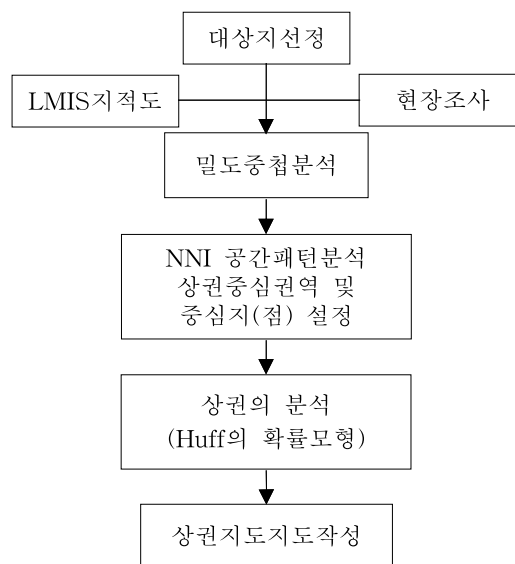 대상지선정
LMIS지적도
현장조사
밀도중첩분석
NNI 공간패턴분석
상권중심권역 및
중심지(점) 설정
상권의 분석
(Huff의 확률모형)
상권지도지도작성